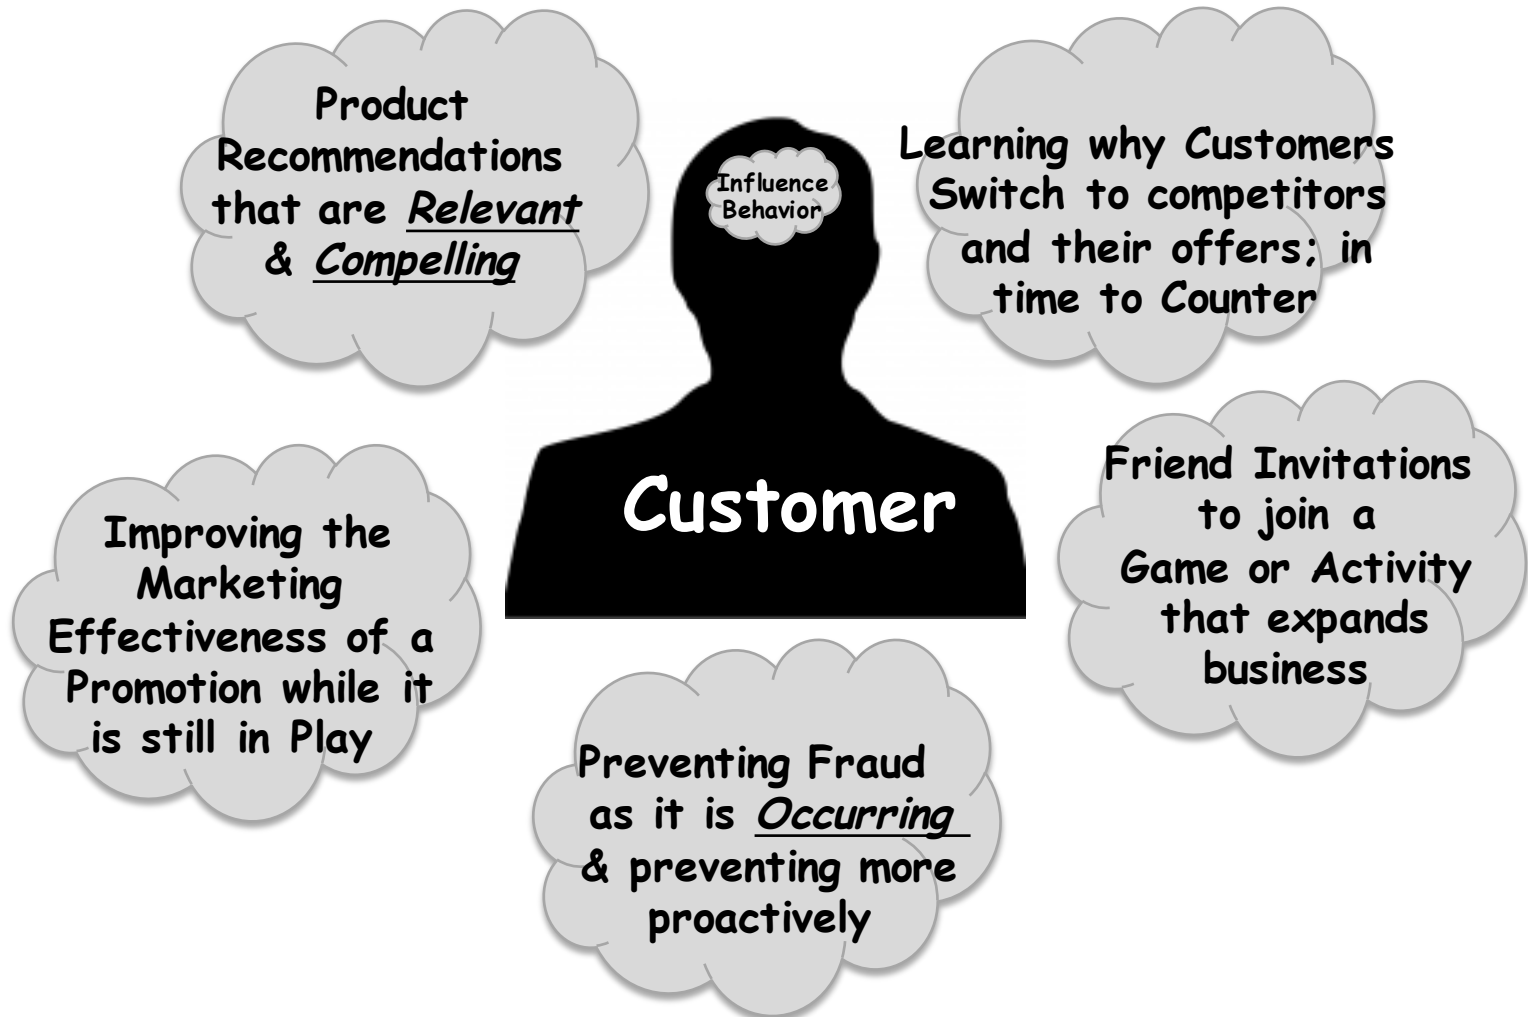 Product
Recommendations
that are Relevant
& Compelling
Influence
Behavior
Learning why Customers
Switch to competitors
and their offers; in
time to Counter
Customer
Improving the
Marketing
Effectiveness of a
Promotion while it
is still in Play
Friend Invitations
to join a
Game or Activity
that expands
business
Preventing Fraud
as it is Occurring
& preventing more
proactively